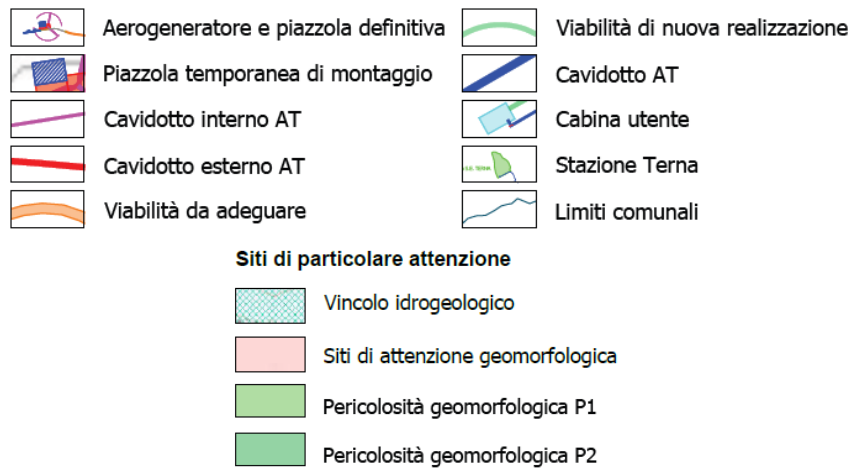 Aerogeneratore e piazzola definitiva
Piazzola temporanea di montaggio
Cavidotto interno AT
Cavidotto esterno AT
Viabilità da adeguare
Viabilità di nuova realizzazione
Cavidotto AT
Cabina utente
Stazione Terna
Limiti comunali
Siti di particolare attenzione
Vincolo idrogeologico
Siti di attenzione geomorfologica
Pericolosità geomorfologica P1
Pericolosità geomorfologica P2